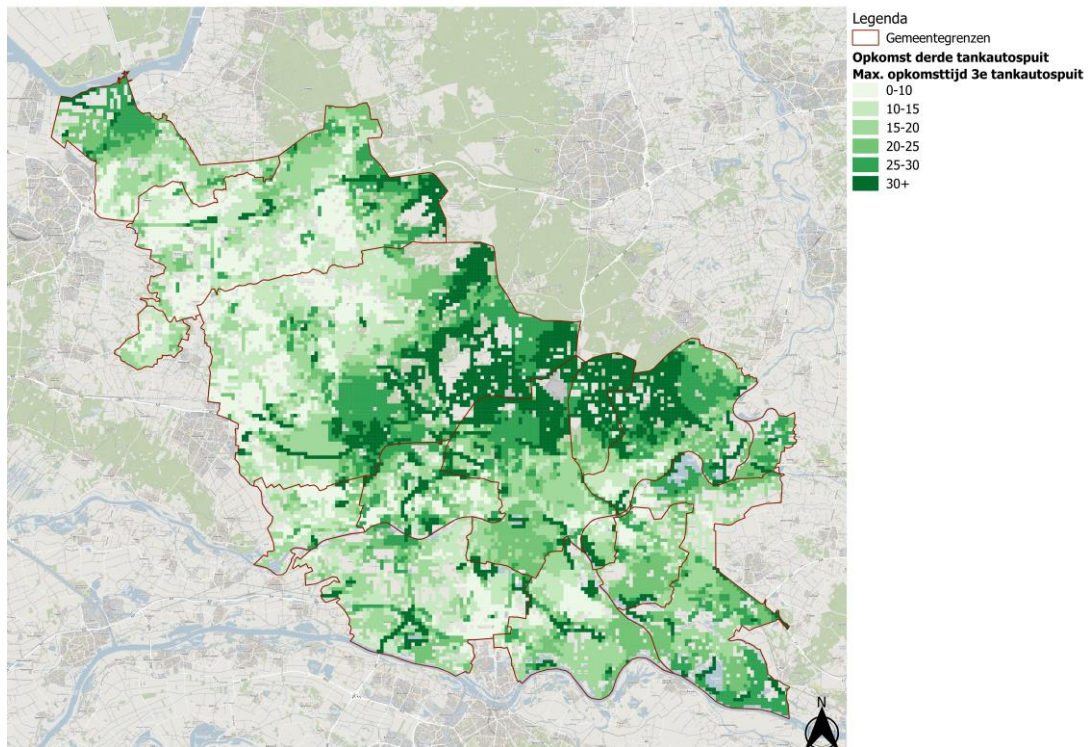 Legenda
Gemeentegrenzen
Opkomst derde tankautospuit
Max. opkomsttijd 3e tankautospuit
0-10
10-15
15-20
20-25
25-30
30+
N